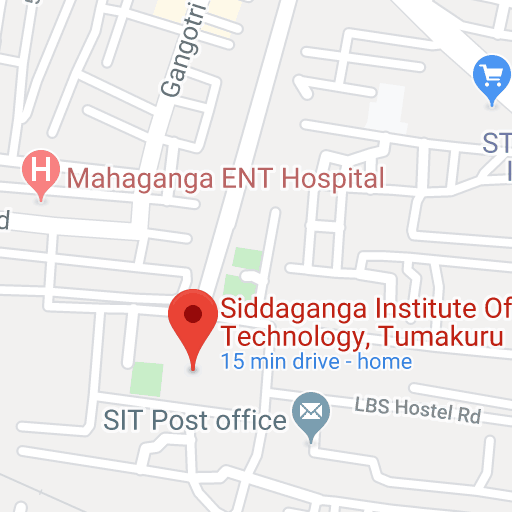 Gangotri
ST
Mahaganga ENT Hospital
d
Siddaganga Institute Of
Technology, Tumakuru
15 min drive - home
LBS Hostel Rd
SIT Post office